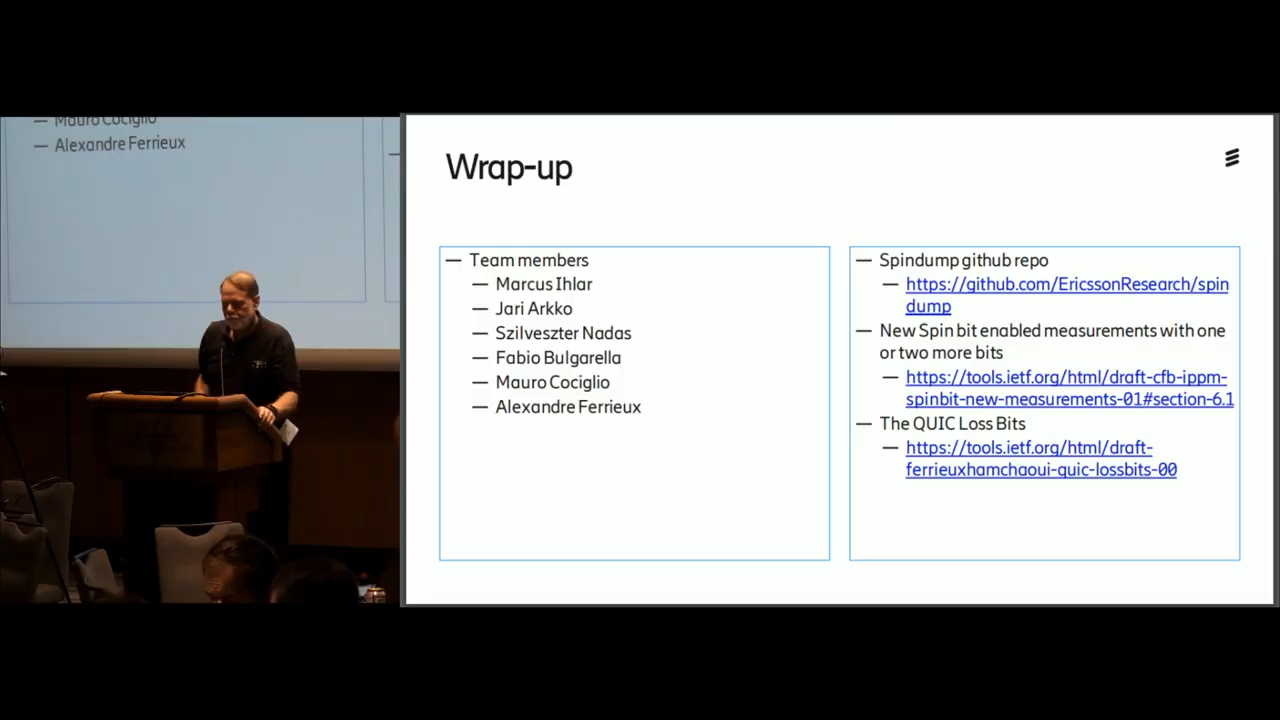 — Mauro Cociglio
— Alexandre Ferrieux
—
Wrap-up
— Team members
— Marcus Ihlar
— Jari Arkko
— Szilveszter Nadas
— Fabio Bulgarella
— Mauro Cociglio
— Alexandre Ferrieux
— Spindump github repo
— https://github.com/EricssonResearch/spin
dump
— New Spin bit enabled measurements with one
or two more bits
— https://tools.ietf.org/html/draft-cfb-ippm-
spinbit-new-measurements-01#section-6.1
— The QUIC Loss Bits
— https://tools.ietf.org/html/draft-
ferrieuxhamchaoui-quic-lossbits-00